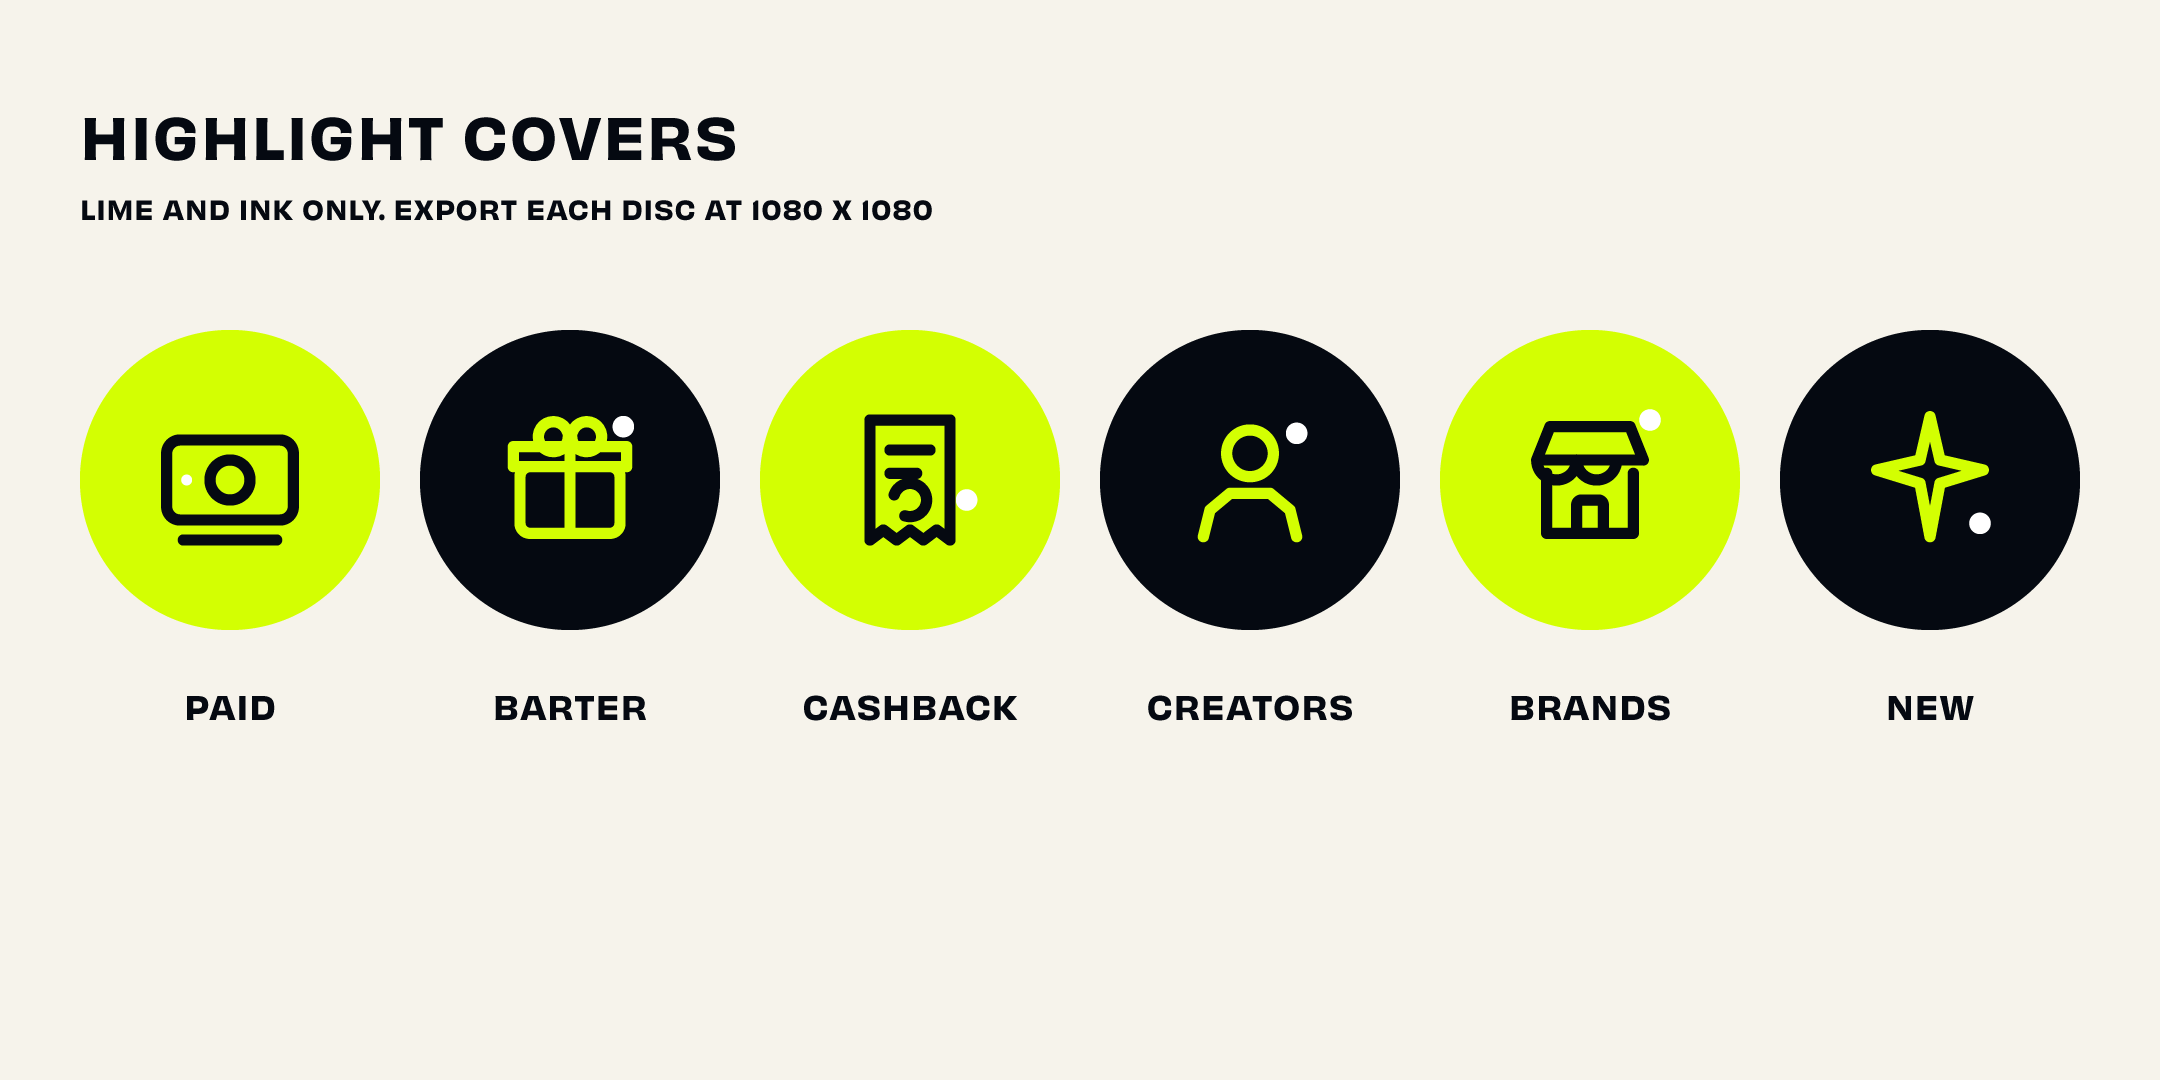 HIGHLIGHT COVERS
LIME AND INK ONLY. EXPORT EACH DISC AT 1080 X 1080
PAID
BARTER
CASHBACK
CREATORS
BRANDS
NEW